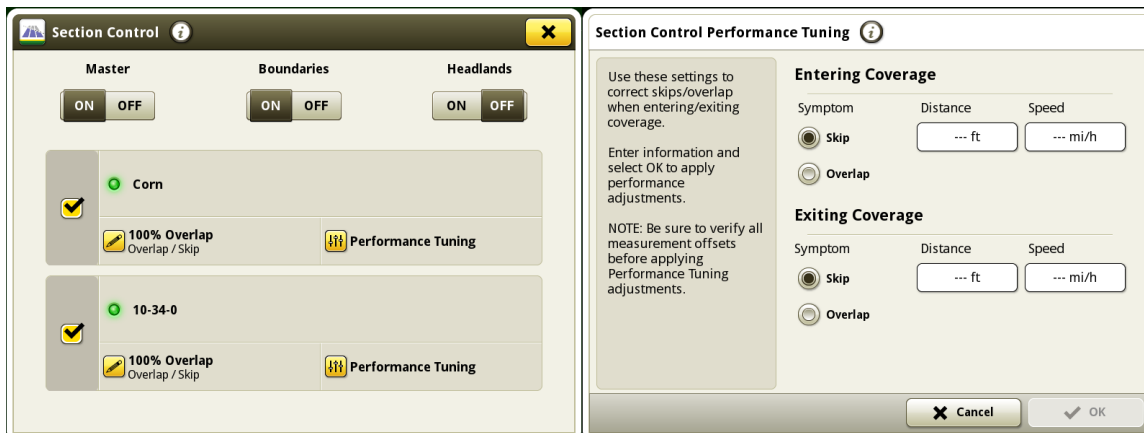 Section Control
Master
Boundaries
Headlands
ON OFF
ON OFF
ON OFF
Corn
100% Overlap
Overlap / Skip
Performance Tuning
10-34-0
100% Overlap
Overlap / Skip
Performance Tuning
Section Control Performance Tuning
Use these settings to
correct skips/overlap
when entering/exiting
coverage.
Enter information and
select OK to apply
performance
adjustments.
NOTE: Be sure to verify all
measurement offsets
before applying
Performance Tuning
adjustments.
Entering Coverage
Symptom Distance Speed
Skip --- ft --- mi/h
Overlap
Exiting Coverage
Symptom Distance Speed
Skip --- ft --- mi/h
Overlap
Cancel
OK